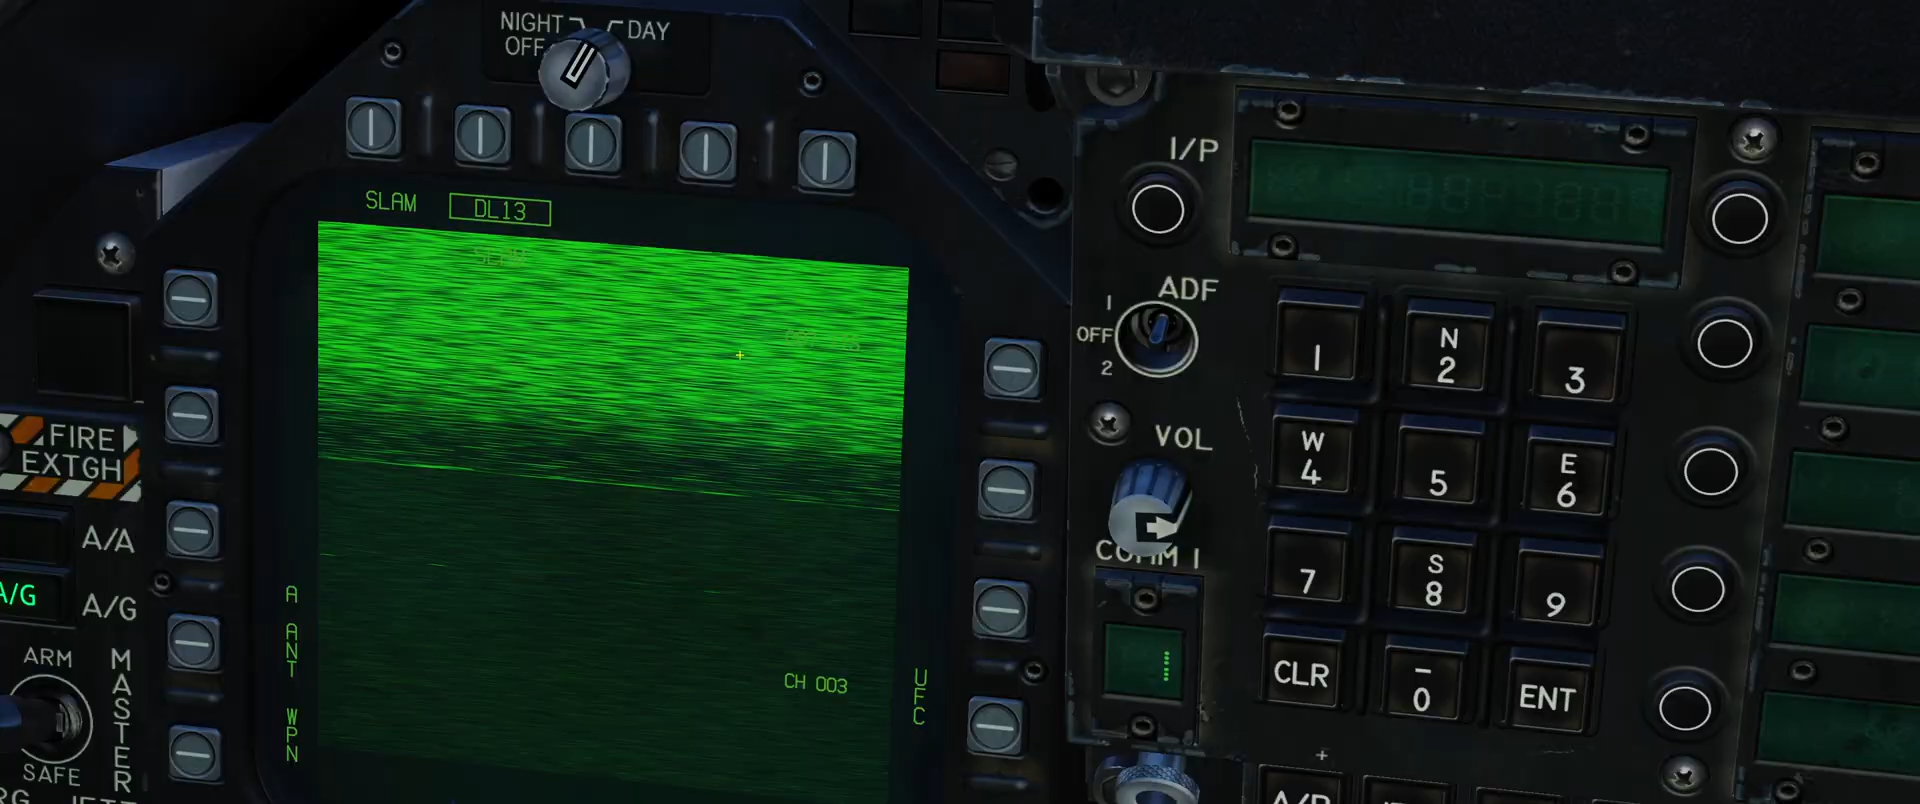 NIGHT DAY
OFF
SLAM DL13
SLAM
A
ANT
WPN
CH 003
UFC
FIRE
EXTGH
A/A
A/G A/G
ARM
MASTER
SAFE
I/P
ADF
1
OFF
2
VOL
COMM 1
1 N 2 3
W 4 5 E 6
7 S 8 9
CLR – 0 ENT
+
A/P